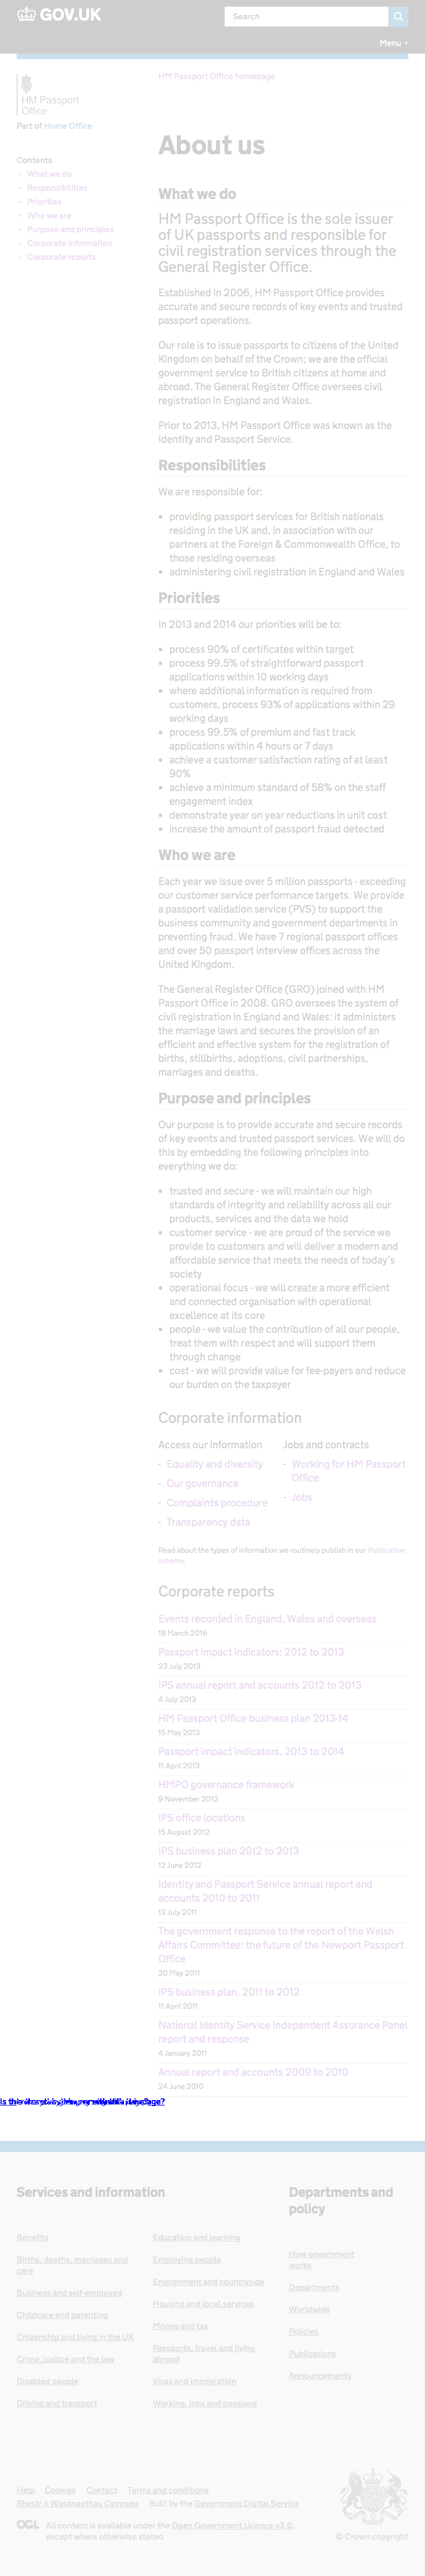 GOV.UK
Search
Menu
HM Passport
Office
Part of Home Office
HM Passport Office homepage
Contents
What we do
Responsibilities
Priorities
Who we are
Purpose and principles
Corporate information
Corporate reports
About us
What we do
HM Passport Office is the sole issuer
of UK passports and responsible for
civil registration services through the
General Register Office.
Established in 2006, HM Passport Office provides
accurate and secure records of key events and trusted
passport operations.
Our role is to issue passports to citizens of the United
Kingdom on behalf of the Crown; we are the official
government service to British citizens at home and
abroad. The General Register Office oversees civil
registration in England and Wales.
Prior to 2013, HM Passport Office was known as the
Identity and Passport Service.
Responsibilities
We are responsible for:
providing passport services for British nationals
residing in the UK and, in association with our
partners at the Foreign & Commonwealth Office, to
those residing overseas
administering civil registration in England and Wales
Priorities
In 2013 and 2014 our priorities will be to:
process 90% of certificates within target
process 99.5% of straightforward passport
applications within 10 working days
where additional information is required from
customers, process 93% of applications within 29
working days
process 99.5% of premium and fast track
applications within 4 hours or 7 days
achieve a customer satisfaction rating of at least
90%
achieve a minimum standard of 58% on the staff
engagement index
demonstrate year on year reductions in unit cost
increase the amount of passport fraud detected
Who we are
Each year we issue over 5 million passports - exceeding
our customer service performance targets. We provide
a passport validation service (PVS) to support the
business community and government departments in
preventing fraud. We have 7 regional passport offices
and over 50 passport interview offices across the
United Kingdom.
The General Register Office (GRO) joined with HM
Passport Office in 2008. GRO oversees the system of
civil registration in England and Wales: it administers
the marriage laws and secures the provision of an
efficient and effective system for the registration of
births, stillbirths, adoptions, civil partnerships,
marriages and deaths.
Purpose and principles
Our purpose is to provide accurate and secure records
of key events and trusted passport services. We will do
this by embedding the following principles into
everything we do:
trusted and secure - we will maintain our high
standards of integrity and reliability across all our
products, services and the data we hold
customer service - we are proud of the service we
provide to customers and will deliver a modern and
affordable service that meets the needs of today's
society
operational focus - we will create a more efficient
and connected organisation with operational
excellence at its core
people - we value the contribution of all our people,
treat them with respect and will support them
through change
cost - we will provide value for fee-payers and reduce
our burden on the taxpayer
Corporate information
Access our information
Equality and diversity
Our governance
Complaints procedure
Transparency data
Jobs and contracts
Working for HM Passport
Office
Jobs
Read about the types of information we routinely publish in our Publication
scheme.
Corporate reports
Events recorded in England, Wales and overseas
18 March 2016
Passport impact indicators: 2012 to 2013
23 July 2013
IPS annual report and accounts 2012 to 2013
4 July 2013
HM Passport Office business plan 2013-14
15 May 2013
Passport impact indicators, 2013 to 2014
11 April 2013
HMPO governance framework
9 November 2012
IPS office locations
15 August 2012
IPS business plan 2012 to 2013
12 June 2012
Identity and Passport Service annual report and
accounts 2010 to 2011
13 July 2011
The government response to the report of the Welsh
Affairs Committee: the future of the Newport Passport
Office
20 May 2011
IPS business plan, 2011 to 2012
11 April 2011
National Identity Service Independent Assurance Panel
report and response
4 January 2011
Annual report and accounts 2009 to 2010
24 June 2010
Services and information
Benefits
Births, deaths, marriages and
care
Business and self-employed
Childcare and parenting
Citizenship and living in the UK
Crime, justice and the law
Disabled people
Driving and transport
Education and learning
Employing people
Environment and countryside
Housing and local services
Money and tax
Passports, travel and living
abroad
Visas and immigration
Working, jobs and pensions
Departments and
policy
How government
works
Departments
Worldwide
Policies
Publications
Announcements
Help Cookies Contact Terms and conditions
Rhestr o Wasanaethau Cymraeg Built by the Government Digital Service
OGL All content is available under the Open Government Licence v3.0,
except where otherwise stated
© Crown copyright